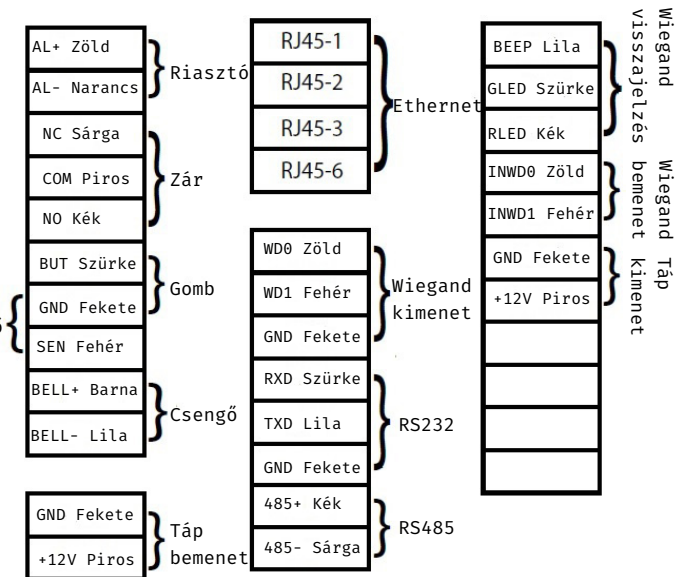 AL+ Zöld
AL- Narancs
Riasztó
NC Sárga
COM Piros
NO Kék
Zár
BUT Szürke
GND Fekete
Gomb
SEN Fehér
BELL+ Barna
BELL- Lila
Csengő
GND Fekete
+12V Piros
Táp
bemenet
RJ45-1
RJ45-2
RJ45-3
RJ45-6
Ethernet
WD0 Zöld
WD1 Fehér
GND Fekete
Wiegand
kimenet
RXD Szürke
TXD Lila
GND Fekete
RS232
485+ Kék
485- Sárga
RS485
BEEP Lila
GLED Szürke
RLED Kék
Wiegand
visszajelzés
INWD0 Zöld
INWD1 Fehér
Wiegand
bemenet
GND Fekete
+12V Piros
Táp
kimenet